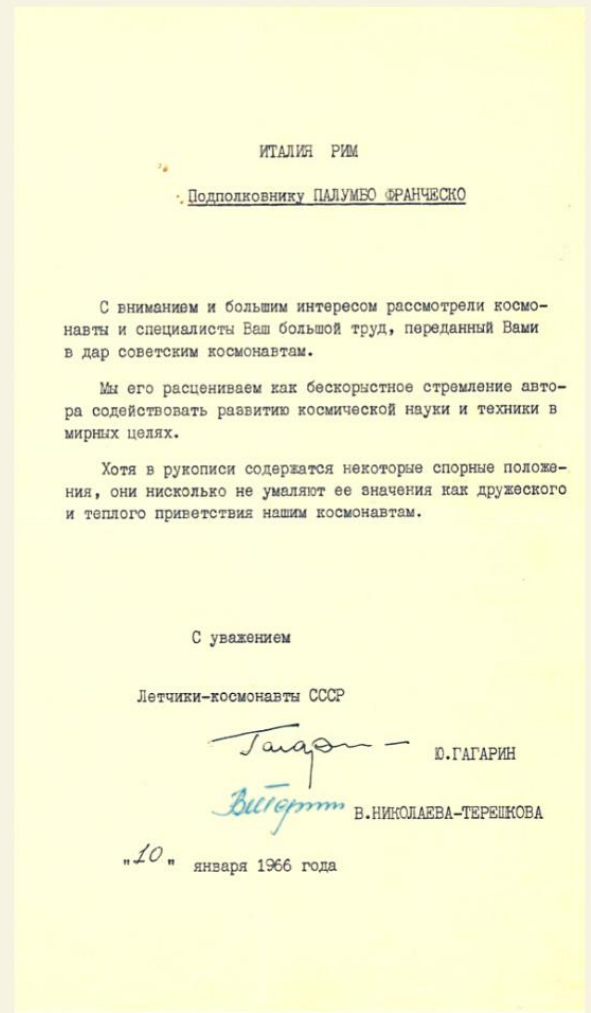 ИТАЛИЯ РИМ
Подполковнику ПАЛУМБО ФРАНЧЕСКО
С вниманием и большим интересом рассмотрели космо-
навты и специалисты Ваш большой труд, переданный Вами
в дар советским космонавтам.
Мы его расцениваем как бескорыстное стремление авто-
ра содействовать развитию космической науки и техники в
мирных целях.
Хотя в рукописи содержатся некоторые спорные положе-
ния, они нисколько не умаляют ее значения как дружеского
и теплого приветствия нашим космонавтам.
С уважением
Летчики-космонавты СССР
Ю.ГАГАРИН
В.НИКОЛАЕВА-ТЕРЕШКОВА
"10" января 1966 года